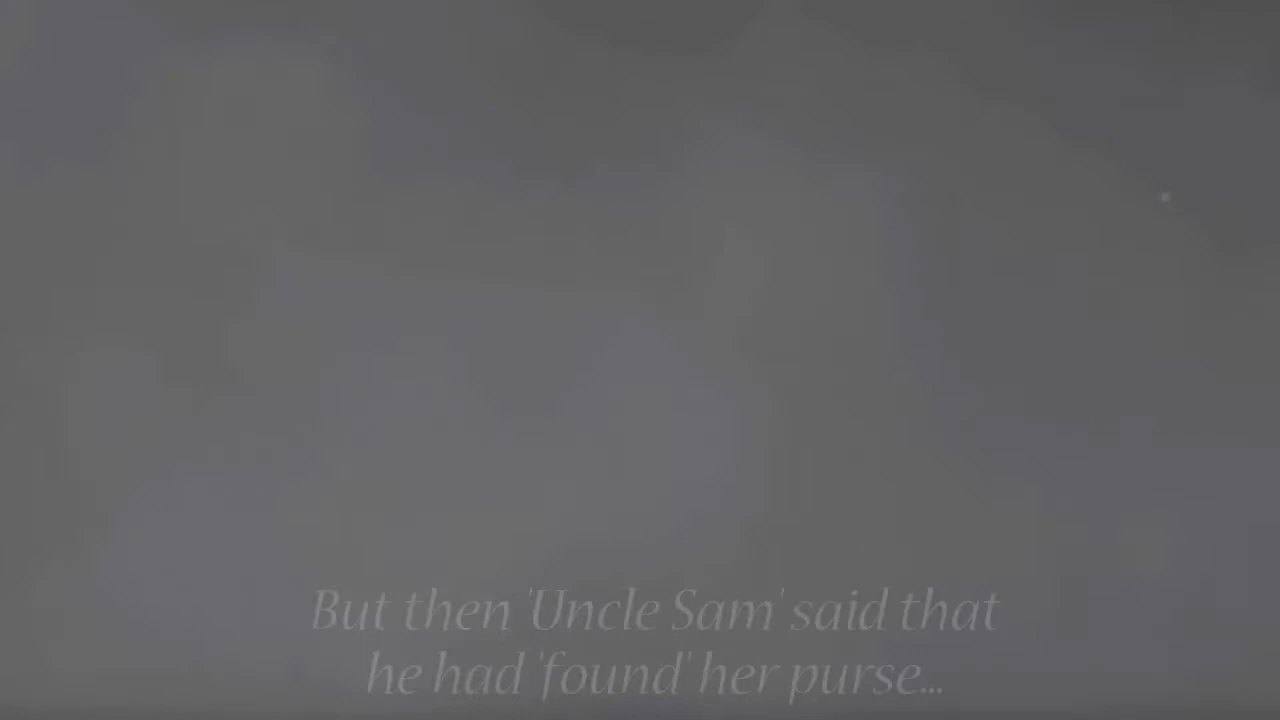 But then 'Uncle Sam' said that
he had 'found' her purse...